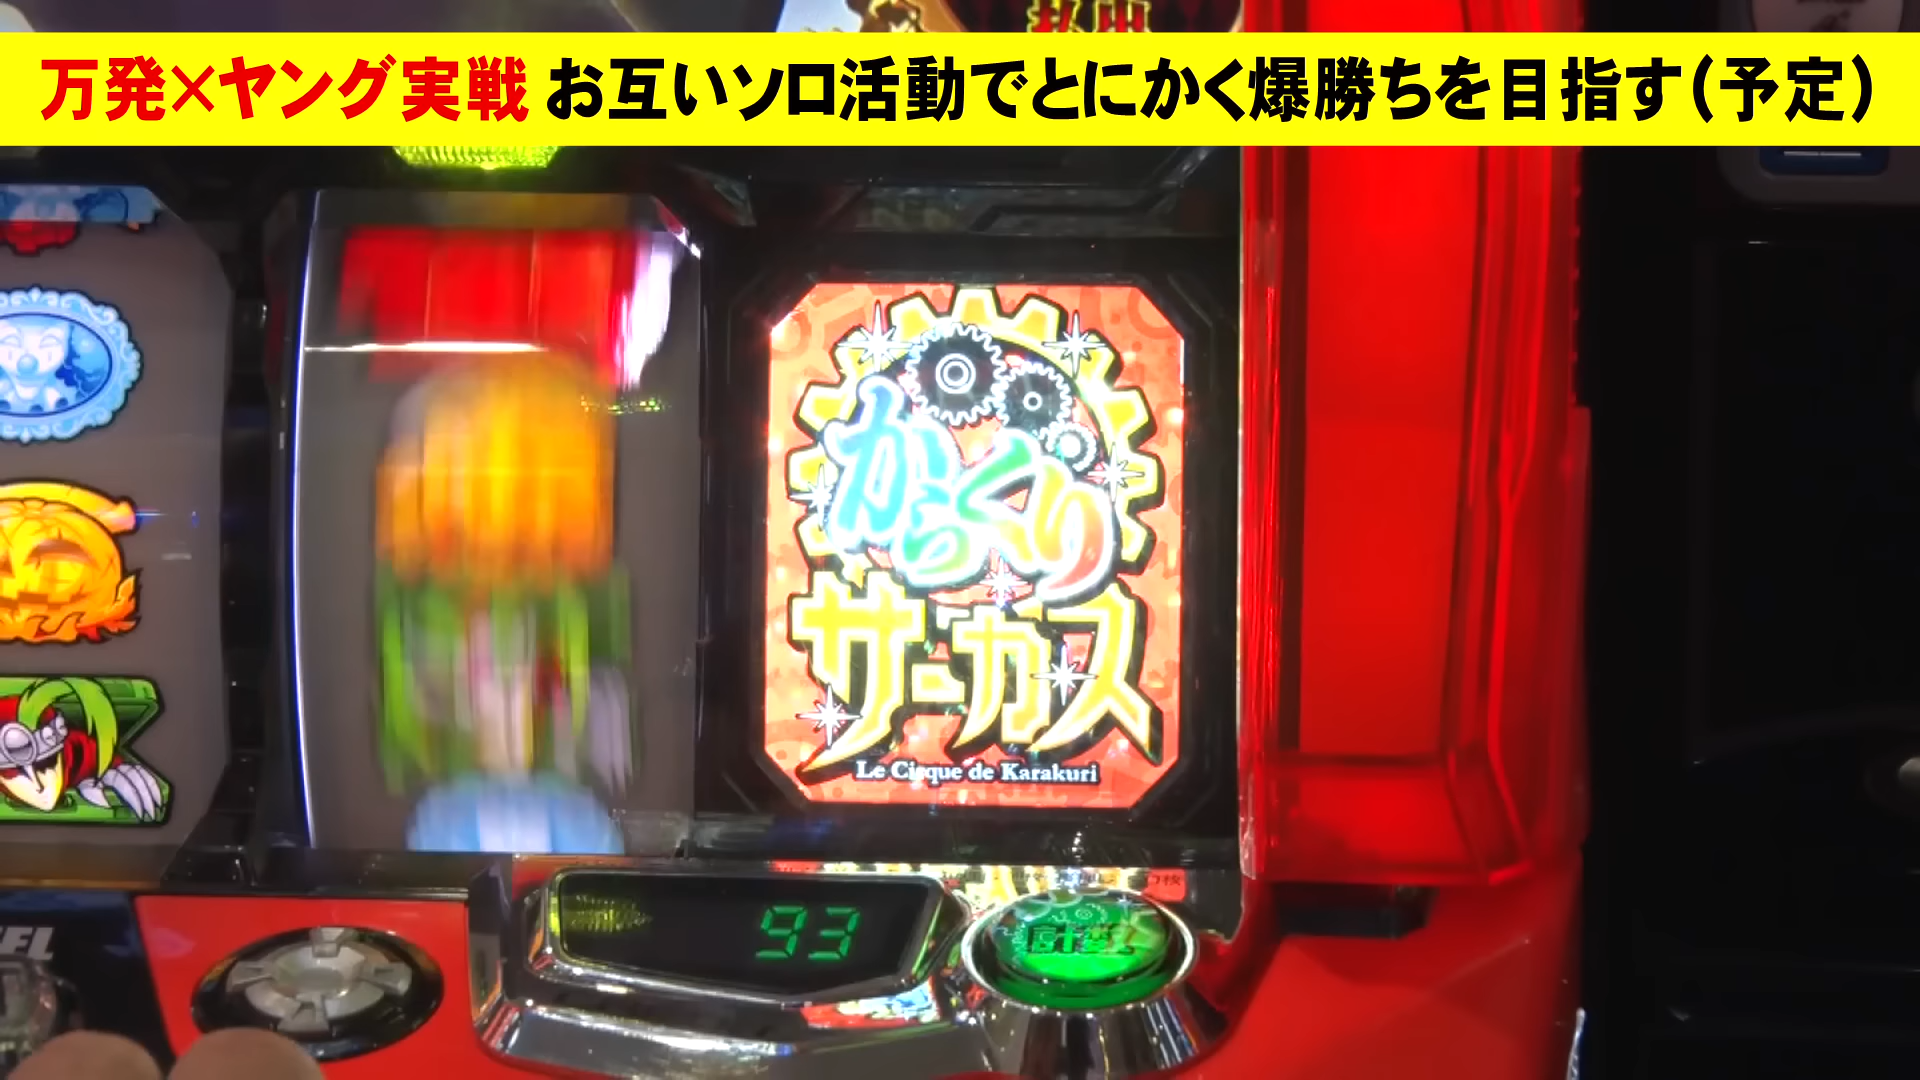 万発×ヤング実戦 お互いソロ活動でとにかく爆勝ちを目指す(予定)
からくり
サーカス
Le Cirque de Karakuri
93
計数